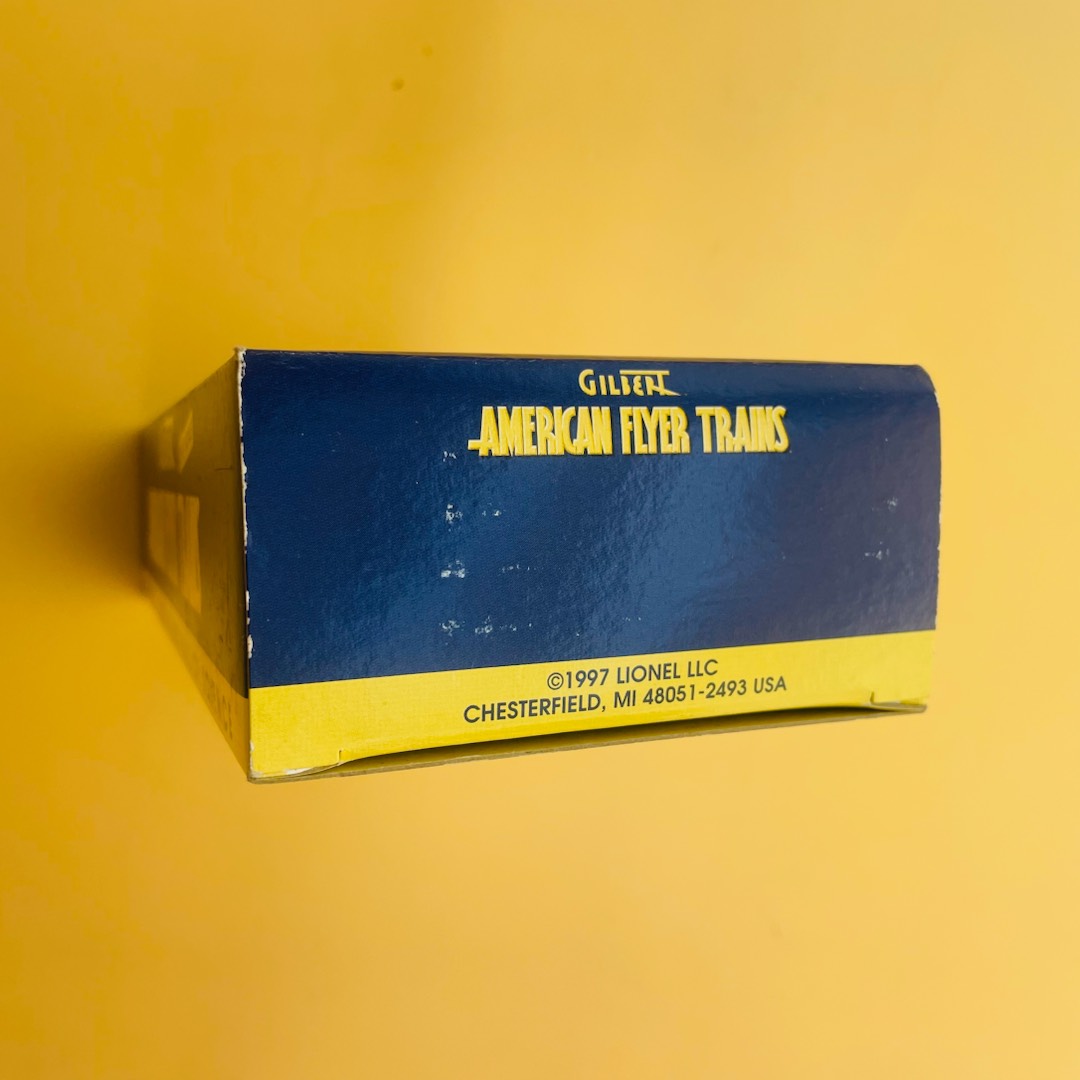 GILBERT
AMERICAN FLYER TRAINS
©1997 LIONEL LLC
CHESTERFIELD, MI 48051-2493 USA